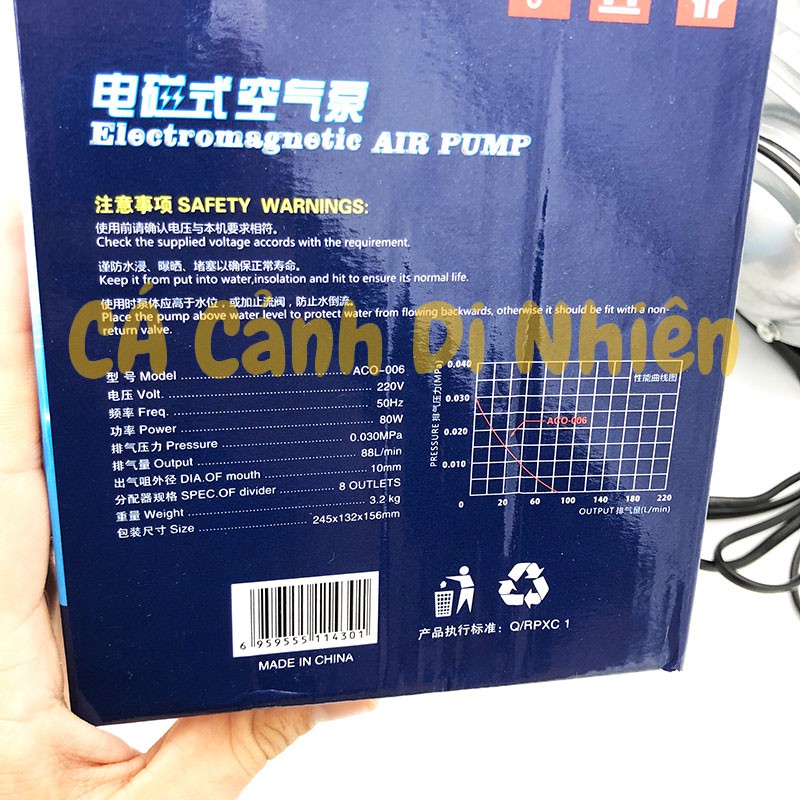 电磁式空气泵
Electromagnetic AIR PUMP
注意事项 SAFETY WARNINGS:
使用前请确认电压与本机要求相符。
Check the supplied voltage accords with the requirement.
谨防水浸、曝晒、堵塞以确保正常寿命。
Keep it from put into water,insolation and hit to ensure its normal life.
使用时泵体应高于水位，或加止流阀，防止水倒流。
Place the pump above water level to protect water from flowing backwards, otherwise it should be fit with a non-
return valve.
Cá Cảnh Di Nhiên
型 号 Model ACO-006
电压 Volt. 220V
频率 Freq. 50Hz
功率 Power 80W
排气压力 Pressure 0.030MPa
排气量 Output 88L/min
出气咀外径 DIA.OF mouth 10mm
分配器规格 SPEC.OF divider 8 OUTLETS
重量 Weight 3.2 kg
包装尺寸 Size 245x132x156mm
PRESSURE 排气压力(MPa)
0.040
0.030
0.020
0.010
0
性能曲线图
ACO-006
20 60 100 140 180 220
OUTPUT 排气量(L/min)
6 959555 114301
MADE IN CHINA
产品执行标准: Q/RPXC 1